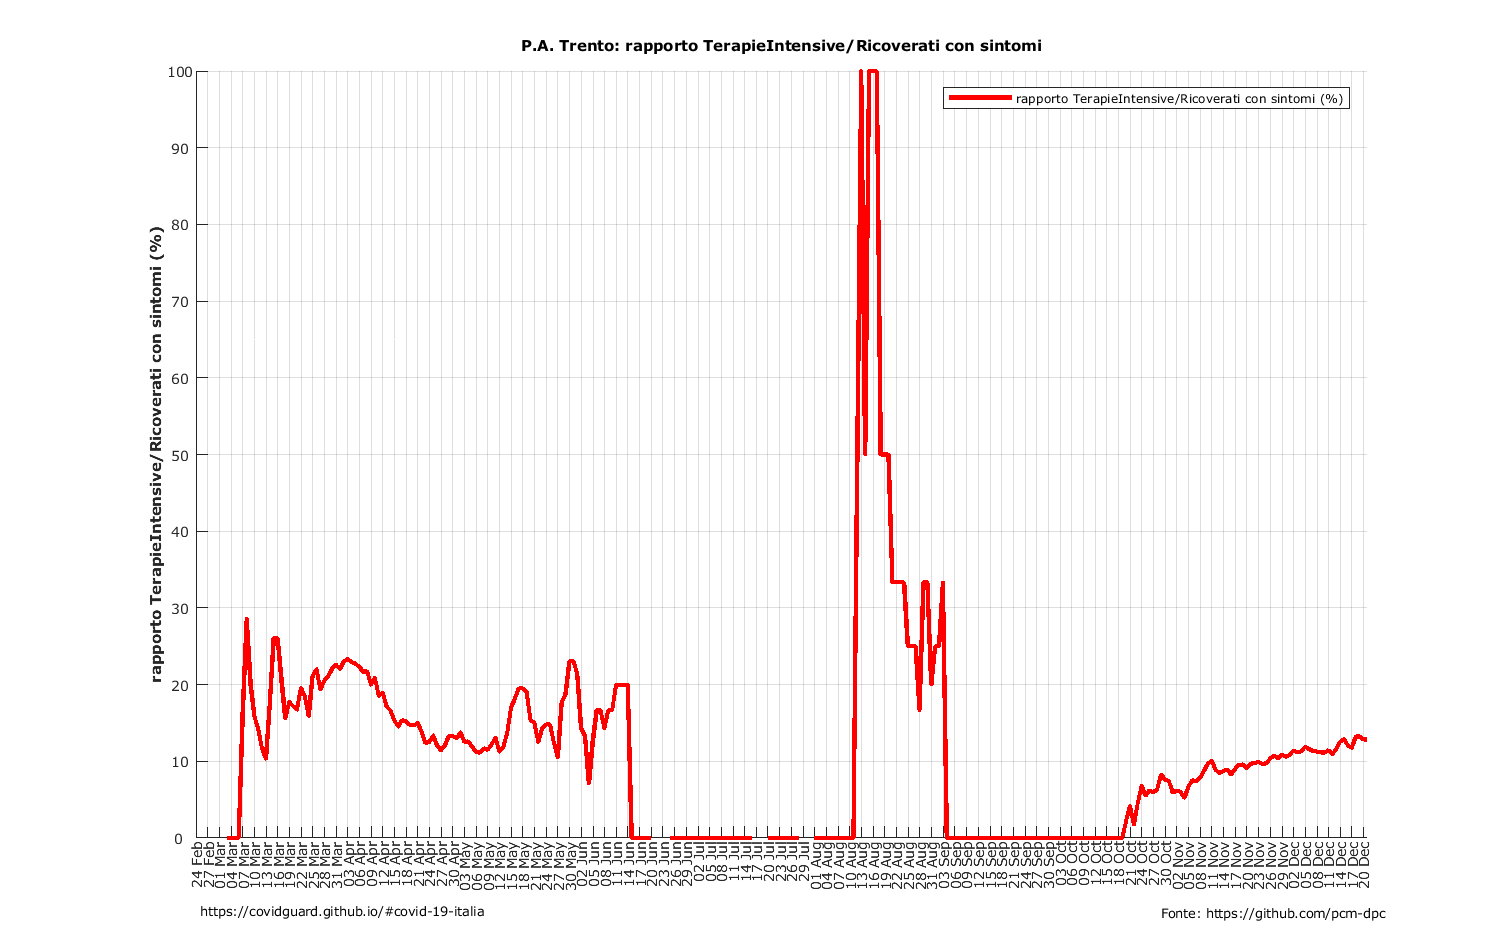 P.A. Trento: rapporto TerapieIntensive/Ricoverati con sintomi
rapporto TerapieIntensive/Ricoverati con sintomi (%)
rapporto TerapieIntensive/Ricoverati con sintomi (%)
100
90
80
70
60
50
40
30
20
10
0
24 Feb
27 Feb
01 Mar
04 Mar
07 Mar
10 Mar
13 Mar
16 Mar
19 Mar
22 Mar
25 Mar
28 Mar
31 Mar
03 Apr
06 Apr
09 Apr
12 Apr
15 Apr
18 Apr
21 Apr
24 Apr
27 Apr
30 Apr
03 May
06 May
09 May
12 May
15 May
18 May
21 May
24 May
27 May
30 May
02 Jun
05 Jun
08 Jun
11 Jun
14 Jun
17 Jun
20 Jun
23 Jun
26 Jun
29 Jun
02 Jul
05 Jul
08 Jul
11 Jul
14 Jul
17 Jul
20 Jul
23 Jul
26 Jul
29 Jul
01 Aug
04 Aug
07 Aug
10 Aug
13 Aug
16 Aug
19 Aug
22 Aug
25 Aug
28 Aug
31 Aug
03 Sep
06 Sep
09 Sep
12 Sep
15 Sep
18 Sep
21 Sep
24 Sep
27 Sep
30 Sep
03 Oct
06 Oct
09 Oct
12 Oct
15 Oct
18 Oct
21 Oct
24 Oct
27 Oct
30 Oct
02 Nov
05 Nov
08 Nov
11 Nov
14 Nov
17 Nov
20 Nov
23 Nov
26 Nov
29 Nov
02 Dec
05 Dec
08 Dec
11 Dec
14 Dec
17 Dec
20 Dec
https://covidguard.github.io/#covid-19-italia
Fonte: https://github.com/pcm-dpc